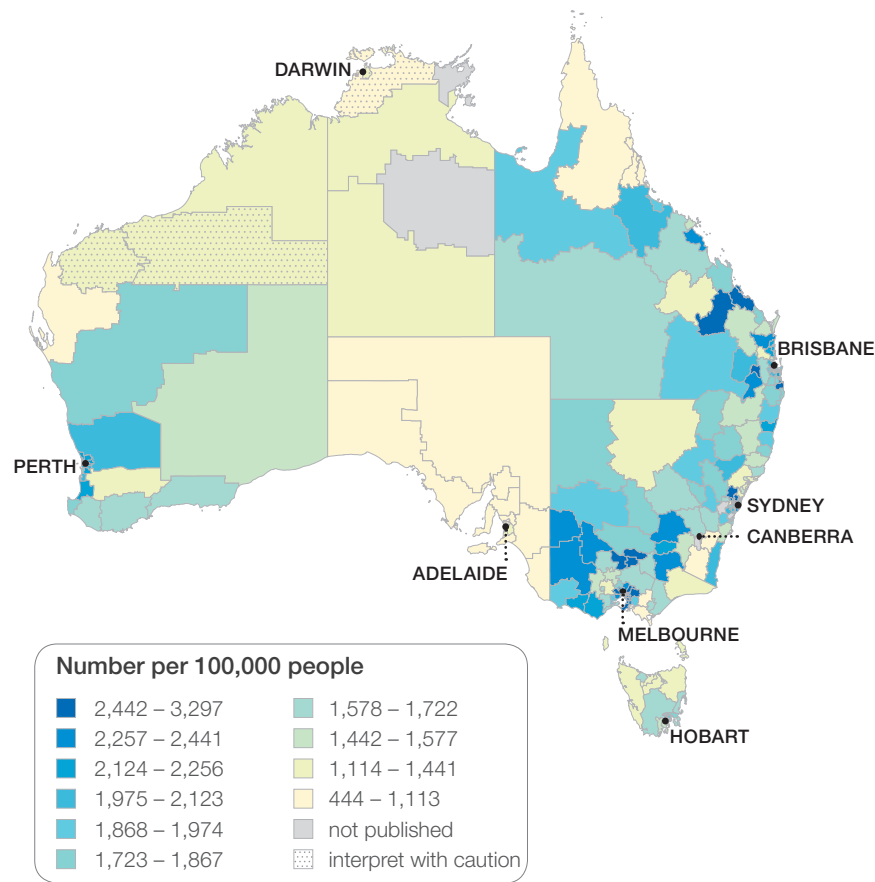 DARWIN
BRISBANE
PERTH
SYDNEY
CANBERRA
ADELAIDE
MELBOURNE
HOBART
Number per 100,000 people
2,442 – 3,297
2,257 – 2,441
2,124 – 2,256
1,975 – 2,123
1,868 – 1,974
1,723 – 1,867
1,578 – 1,722
1,442 – 1,577
1,114 – 1,441
444 – 1,113
not published
interpret with caution